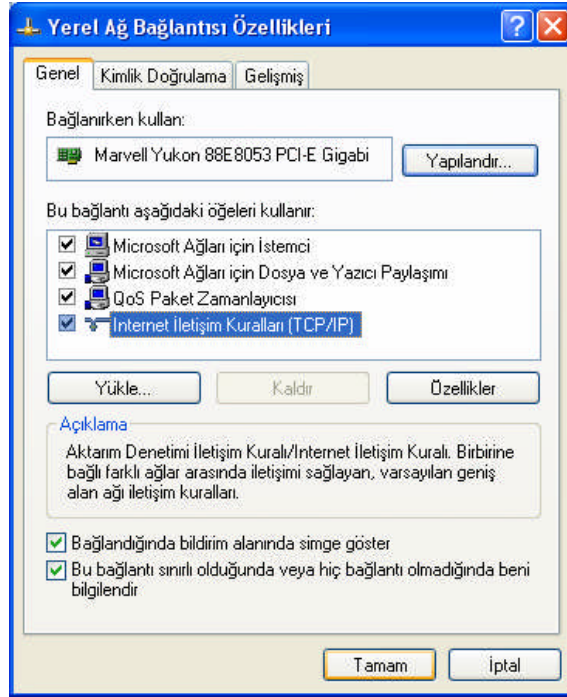 Yerel Ağ Bağlantısı Özellikleri
Genel Kimlik Doğrulama Gelişmiş
Bağlanırken kullan:
Marvell Yukon 88E8053 PCI-E Gigabi Yapılandır...
Bu bağlantı aşağıdaki öğeleri kullanır:
Microsoft Ağları için İstemci
Microsoft Ağları için Dosya ve Yazıcı Paylaşımı
QoS Paket Zamanlayıcısı
Internet İletişim Kuralları (TCP/IP)
Yükle... Kaldır Özellikler
Açıklama
Aktarım Denetimi İletişim Kuralı/Internet İletişim Kuralı. Birbirine
bağlı farklı ağlar arasında iletişimi sağlayan, varsayılan geniş
alan ağı iletişim kuralları.
Bağlandığında bildirim alanında simge göster
Bu bağlantı sınırlı olduğunda veya hiç bağlantı olmadığında beni
bilgilendir
Tamam İptal